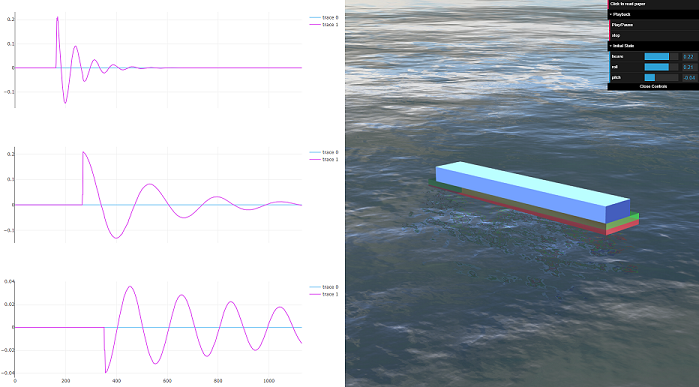 0.2
0.1
0
−0.1
trace 0
trace 1
0.2
0.1
0
−0.1
trace 0
trace 1
0.04
0.02
0
−0.02
−0.04
trace 0
trace 1
0
200
400
600
800
1000
Click to read paper
Playback
Play/Pause
stop
Initial State
heave
0.22
roll
0.21
pitch
-0.04
Close Controls